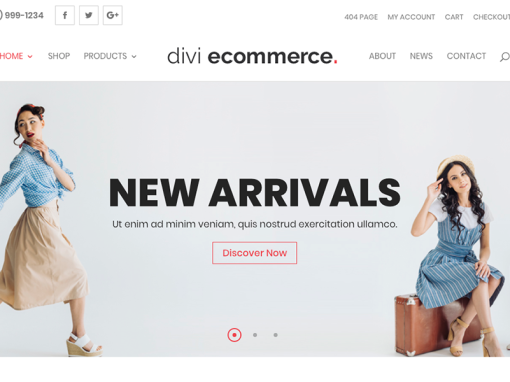 ) 999-1234
404 PAGE MY ACCOUNT CART CHECKOUT
HOME SHOP PRODUCTS divi ecommerce. ABOUT NEWS CONTACT
NEW ARRIVALS
Ut enim ad minim veniam, quis nostrud exercitation ullamco.
Discover Now